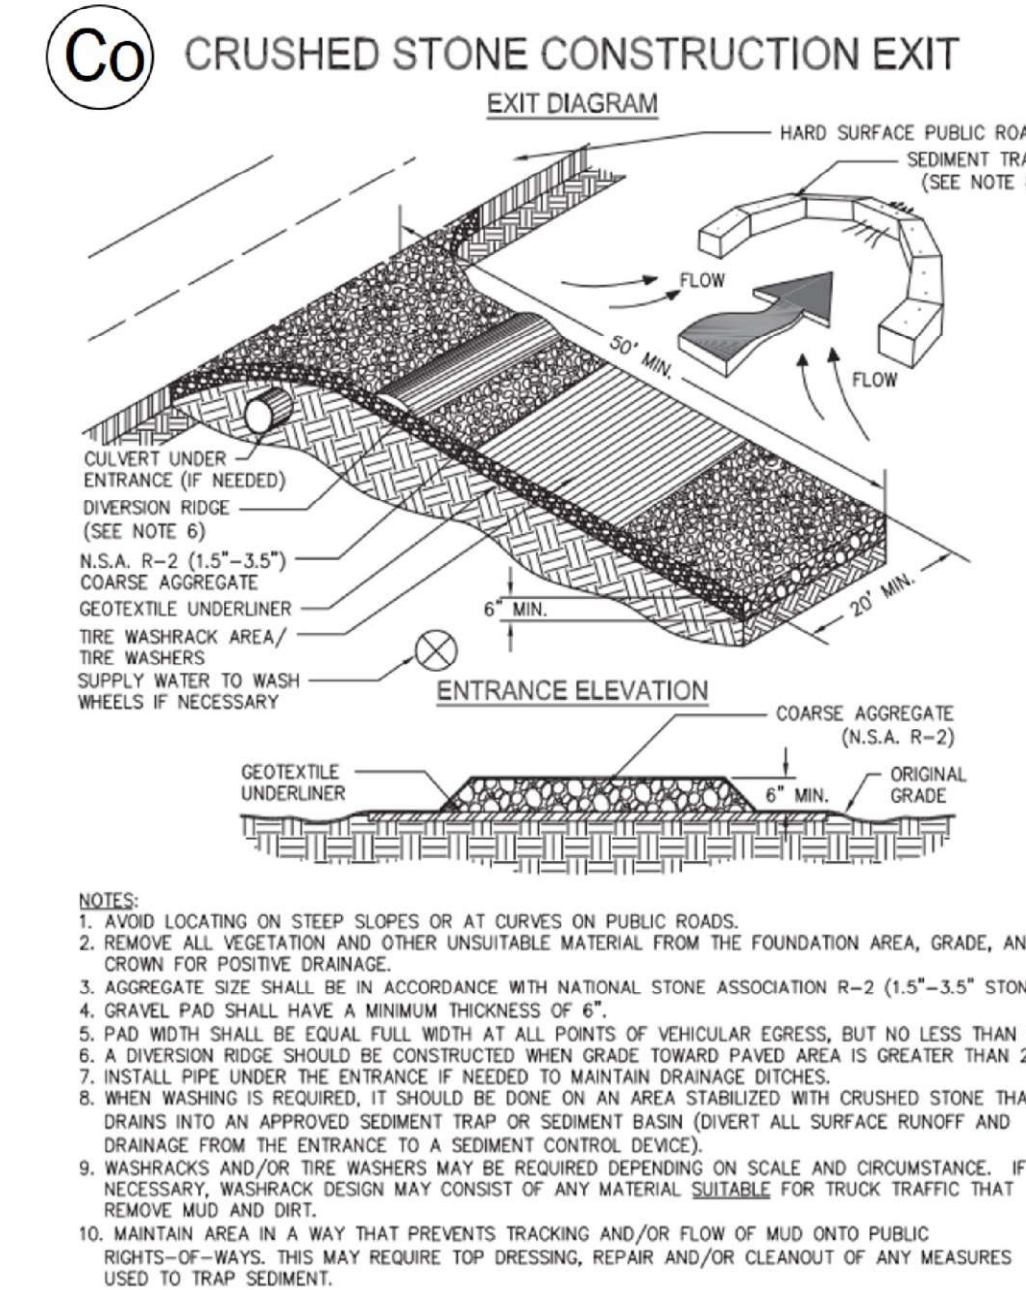 Co
CRUSHED STONE CONSTRUCTION EXIT
EXIT DIAGRAM
HARD SURFACE PUBLIC
SEDIMENT
(SEE NOTE
FLOW
50' MIN.
FLOW
CULVERT UNDER
ENTRANCE (IF NEEDED)
DIVERSION RIDGE
(SEE NOTE 6)
N.S.A. R-2 (1.5"-3.5")
COARSE AGGREGATE
GEOTEXTILE UNDERLINER
6" MIN.
20' MIN.
TIRE WASHRACK AREA/
TIRE WASHERS
SUPPLY WATER TO WASH
WHEELS IF NECESSARY
ENTRANCE ELEVATION
COARSE AGGREGATE
(N.S.A. R-2)
GEOTEXTILE
UNDERLINER
6" MIN.
ORIGINAL
GRADE
NOTES:
1. AVOID LOCATING ON STEEP SLOPES OR AT CURVES ON PUBLIC ROADS.
2. REMOVE ALL VEGETATION AND OTHER UNSUITABLE MATERIAL FROM THE FOUNDATION AREA, GRADE, AN
CROWN FOR POSITIVE DRAINAGE.
3. AGGREGATE SIZE SHALL BE IN ACCORDANCE WITH NATIONAL STONE ASSOCIATION R-2 (1.5"-3.5" STON
4. GRAVEL PAD SHALL HAVE A MINIMUM THICKNESS OF 6".
5. PAD WIDTH SHALL BE EQUAL FULL WIDTH AT ALL POINTS OF VEHICULAR EGRESS, BUT NO LESS THAN
6. A DIVERSION RIDGE SHOULD BE CONSTRUCTED WHEN GRADE TOWARD PAVED AREA IS GREATER THAN 2
7. INSTALL PIPE UNDER THE ENTRANCE IF NEEDED TO MAINTAIN DRAINAGE DITCHES.
8. WHEN WASHING IS REQUIRED, IT SHOULD BE DONE ON AN AREA STABILIZED WITH CRUSHED STONE THA
DRAINS INTO AN APPROVED SEDIMENT TRAP OR SEDIMENT BASIN (DIVERT ALL SURFACE RUNOFF AND
DRAINAGE FROM THE ENTRANCE TO A SEDIMENT CONTROL DEVICE).
9. WASHRACKS AND/OR TIRE WASHERS MAY BE REQUIRED DEPENDING ON SCALE AND CIRCUMSTANCE. IF
NECESSARY, WASHRACK DESIGN MAY CONSIST OF ANY MATERIAL SUITABLE FOR TRUCK TRAFFIC THAT
REMOVE MUD AND DIRT.
10. MAINTAIN AREA IN A WAY THAT PREVENTS TRACKING AND/OR FLOW OF MUD ONTO PUBLIC
RIGHTS-OF-WAYS. THIS MAY REQUIRE TOP DRESSING, REPAIR AND/OR CLEANOUT OF ANY MEASURES
USED TO TRAP SEDIMENT.